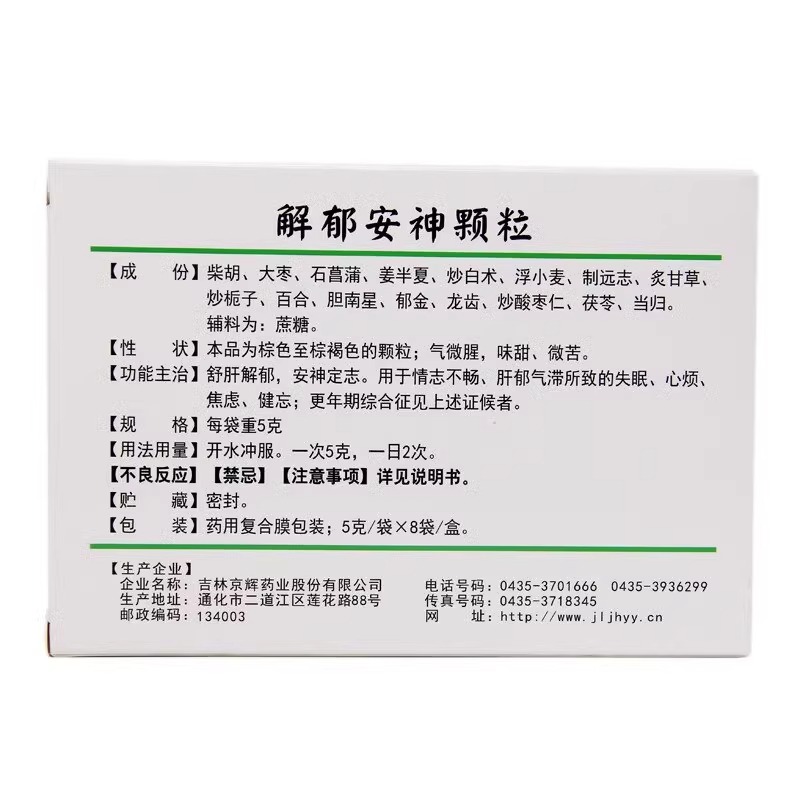 解郁安神颗粒
【成　份】柴胡、大枣、石菖蒲、姜半夏、炒白术、浮小麦、制远志、炙甘草、
炒栀子、百合、胆南星、郁金、龙齿、炒酸枣仁、茯苓、当归。
辅料为：蔗糖。
【性　状】本品为棕色至棕褐色的颗粒；气微腥，味甜、微苦。
【功能主治】舒肝解郁，安神定志。用于情志不畅、肝郁气滞所致的失眠、心烦、
焦虑、健忘；更年期综合征见上述证候者。
【规　格】每袋重5克
【用法用量】开水冲服。一次5克，一日2次。
【不良反应】【禁忌】【注意事项】详见说明书。
【贮　藏】密封。
【包　装】药用复合膜包装；5克/袋×8袋/盒。
【生产企业】
企业名称：吉林京辉药业股份有限公司　电话号码：0435-3701666 0435-3936299
生产地址：通化市二道江区莲花路88号　传真号码：0435-3718345
邮政编码：134003　网　址：http://www.jljhyy.cn